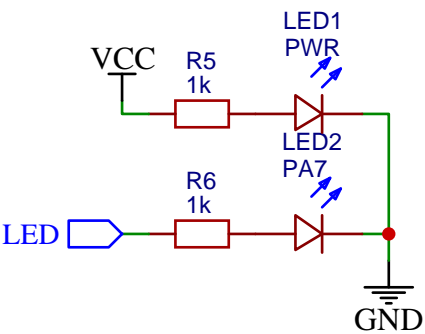 LED1
PWR
VCC
R5
1k
LED2
PA7
R6
1k
LED
GND